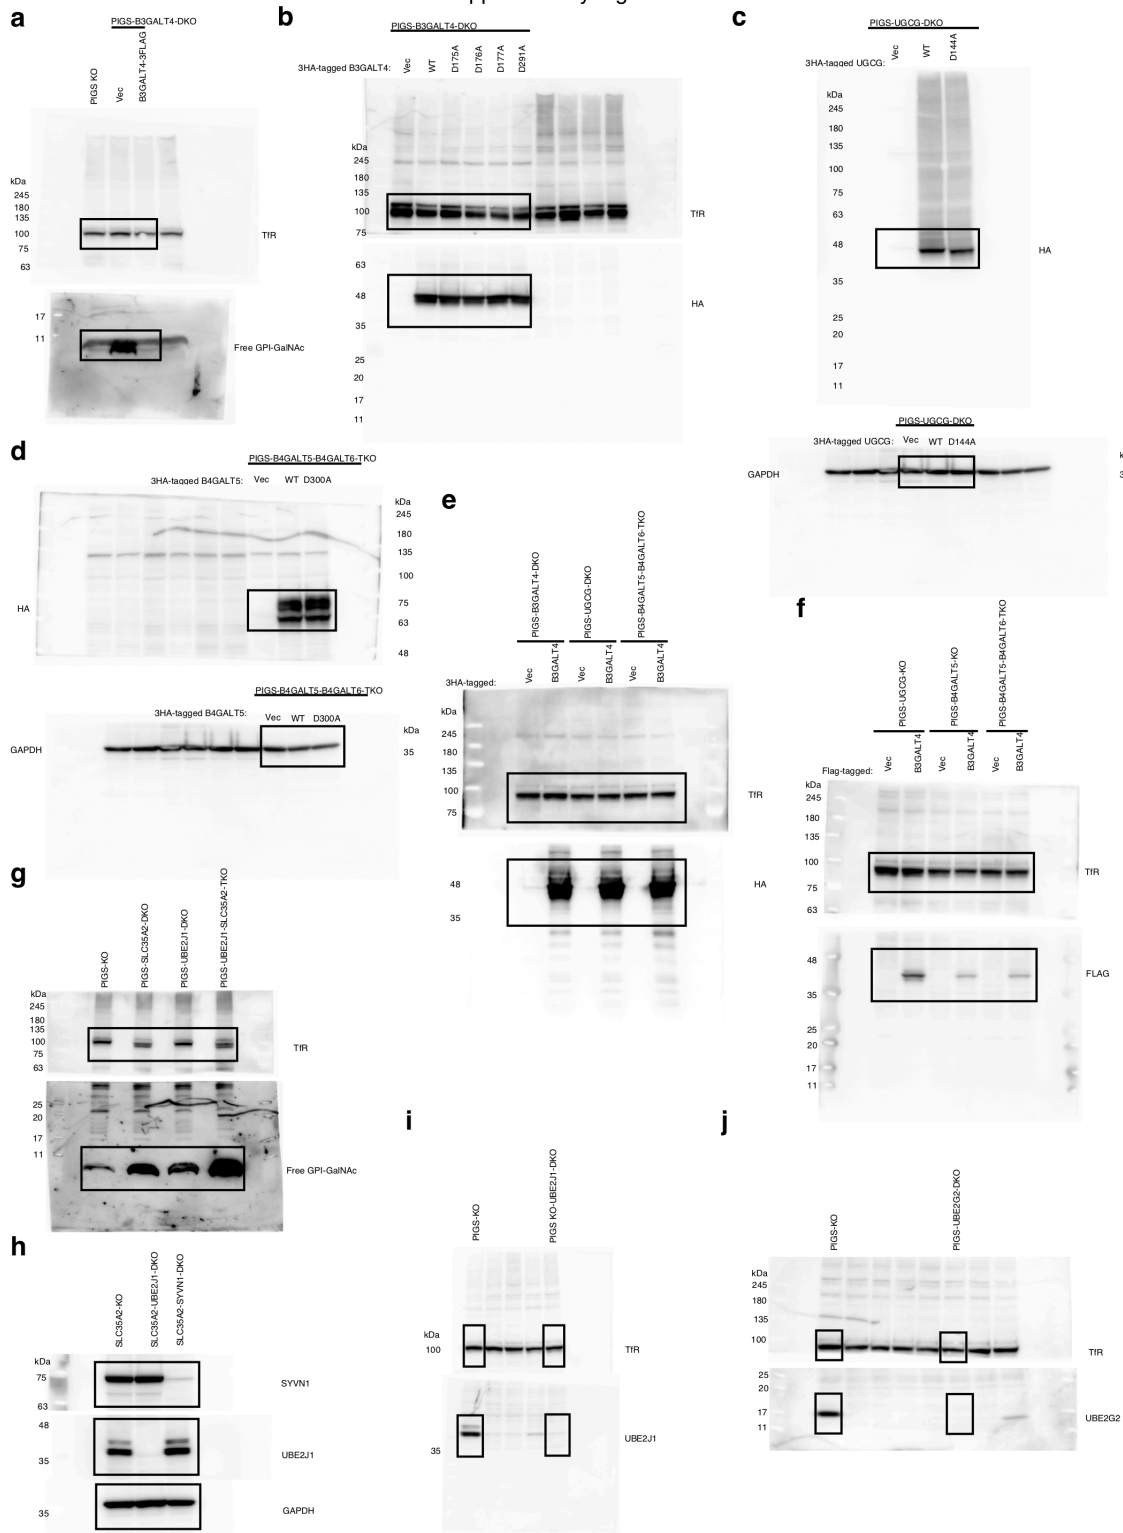 a
PIGS-B3GALT4-DKO
PIGS KO
Vec
B3GALT4-3FLAG
kDa
245
180
135
100
75
63
TfR
17
11
Free GPI-GalNAc
b
PIGS-B3GALT4-DKO
3HA-tagged B3GALT4:
Vec
WT
D175A
D176A
D177A
D291A
kDa
245
180
135
100
75
TfR
63
48
35
25
20
17
11
HA
c
PIGS-UGCG-DKO
3HA-tagged UGCG:
Vec
WT
D144A
kDa
245
180
135
100
75
63
48
35
25
20
17
11
HA
PIGS-UGCG-DKO
3HA-tagged UGCG: Vec WT D144A
GAPDH
d
PIGS-B4GALT5-B4GALT6-TKO
3HA-tagged B4GALT5: Vec WT D300A
kDa
245
180
135
100
75
63
48
HA
PIGS-B4GALT5-B4GALT6-TKO
3HA-tagged B4GALT5: Vec WT D300A
kDa
35
GAPDH
e
PIGS-B3GALT4-DKO
PIGS-UGCG-DKO
PIGS-B4GALT5-B4GALT6-TKO
3HA-tagged:
Vec
B3GALT4
Vec
B3GALT4
Vec
B3GALT4
kDa
245
180
135
100
75
TfR
48
35
HA
f
PIGS-UGCG-KO
PIGS-B4GALT5-KO
PIGS-B4GALT5-B4GALT6-TKO
Flag-tagged:
Vec
B3GALT4
Vec
B3GALT4
Vec
B3GALT4
kDa
245
180
135
100
75
63
TfR
48
35
25
20
17
11
FLAG
g
PIGS-KO
PIGS-SLC35A2-DKO
PIGS-UBE2J1-DKO
PIGS-UBE2J1-SLC35A2-TKO
kDa
245
180
135
100
75
63
TfR
25
20
17
11
Free GPI-GalNAc
h
SLC35A2-KO
SLC35A2-UBE2J1-DKO
SLC35A2-SYVN1-DKO
kDa
75
63
SYVN1
48
35
UBE2J1
35
GAPDH
i
PIGS-KO
PIGS KO-UBE2J1-DKO
kDa
100
TfR
35
UBE2J1
j
PIGS-KO
PIGS-UBE2G2-DKO
kDa
245
180
135
100
TfR
25
20
17
11
UBE2G2